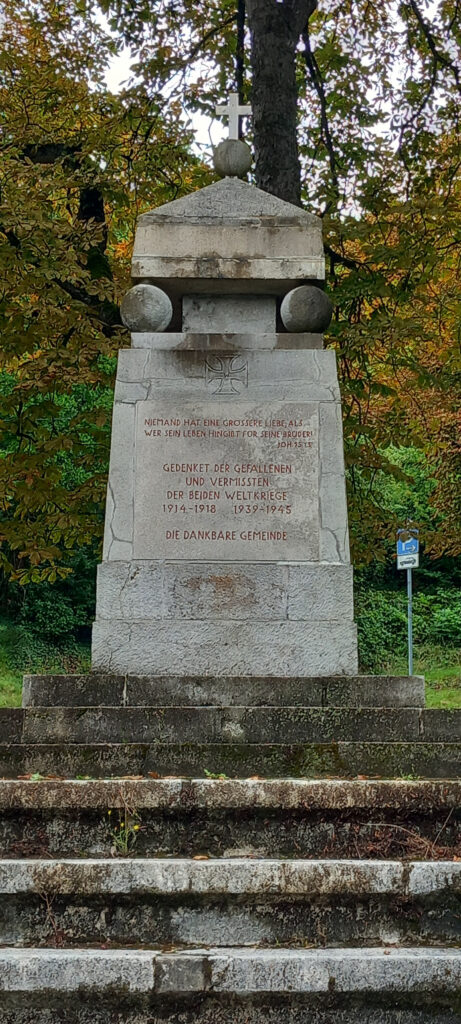 NIEMAND HAT EINE GRÖSSERE LIEBE, ALS
WER SEIN LEBEN HINGIBT FÜR SEINE BRÜDER!
JOH 15.13
GEDENKET DER GEFALLENEN
UND VERMISSTEN
DER BEIDEN WELTKRIEGE
1914-1918 1939-1945
DIE DANKBARE GEMEINDE